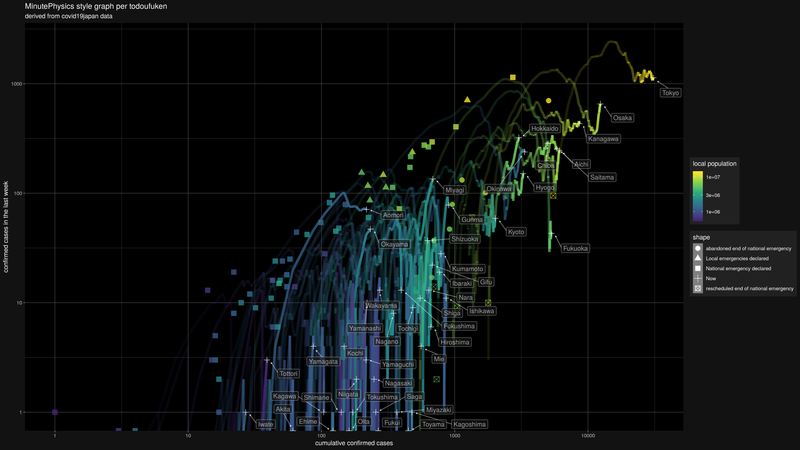 MinutePhysics style graph per todoufuken
derived from covid19japan data
1000
100
10
1
confirmed cases in the last week
1
10
100
1000
10000
cumulative confirmed cases
Tokyo
Osaka
Kanagawa
Hokkaido
Chiba
Aichi
Saitama
Okinawa
Hyogo
Miyagi
Gunma
Kyoto
Aomori
Okayama
Shizuoka
Fukuoka
Kumamoto
Ibaraki
Gifu
Nara
Ishikawa
Wakayama
Shiga
Fukushima
Yamanashi
Tochigi
Nagano
Hiroshima
Kochi
Mie
Yamagata
Yamaguchi
Tottori
Nagasaki
Kagawa
Shimane
Niigata
Tokushima
Saga
Akita
Miyazaki
Iwate
Ehime
Oita
Fukui
Toyama
Kagoshima
local population
1e+07
3e+06
1e+06
shape
abandoned end of national emergency
Local emergencies declared
National emergency declared
Now
rescheduled end of national emergency